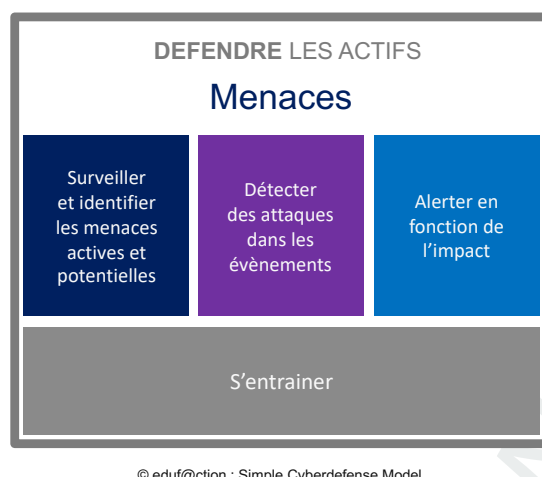 DEFENDRE LES ACTIFS
Menaces
Surveiller
et identifier
les menaces
actives et
potentielles
Détecter
des attaques
dans les
évènements
Alerter en
fonction de
l’impact
S’entrainer
© eduf@ction : Simple Cyberdefense Model